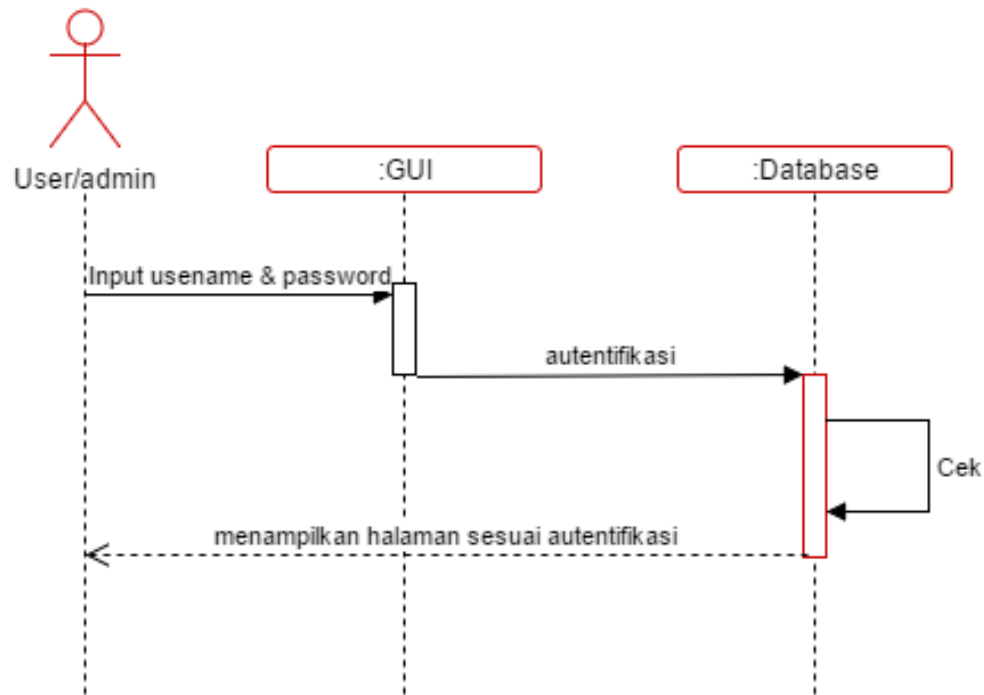 User/admin
:GUI
:Database
Input usename & password
autentifikasi
Cek
menampilkan halaman sesuai autentifikasi